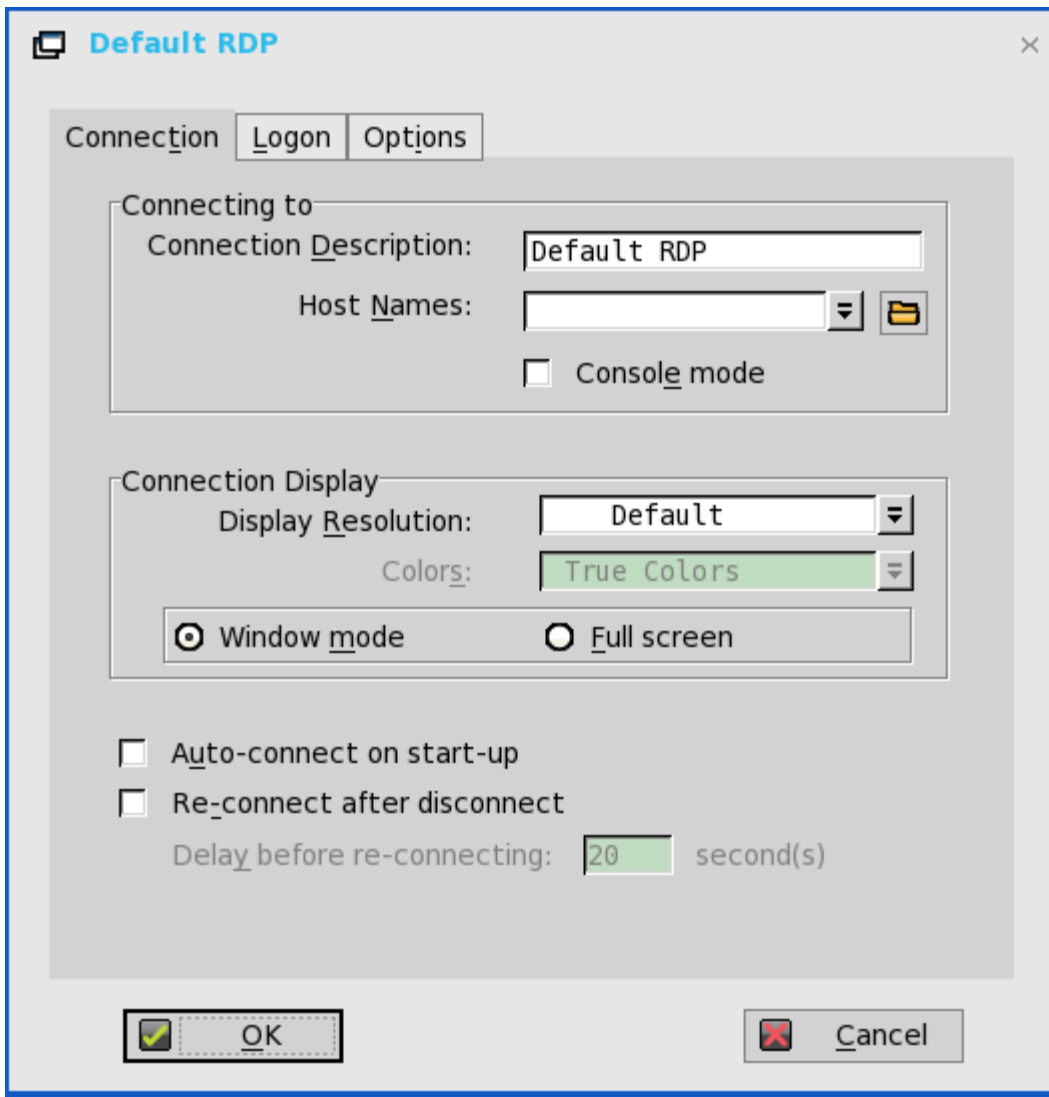 Default RDP
Connection Logon Options
Connecting to
Connection Description: Default RDP
Host Names:
Console mode
Connection Display
Display Resolution: Default
Colors: True Colors
Window mode Full screen
Auto-connect on start-up
Re-connect after disconnect
Delay before re-connecting: 20 second(s)
OK Cancel